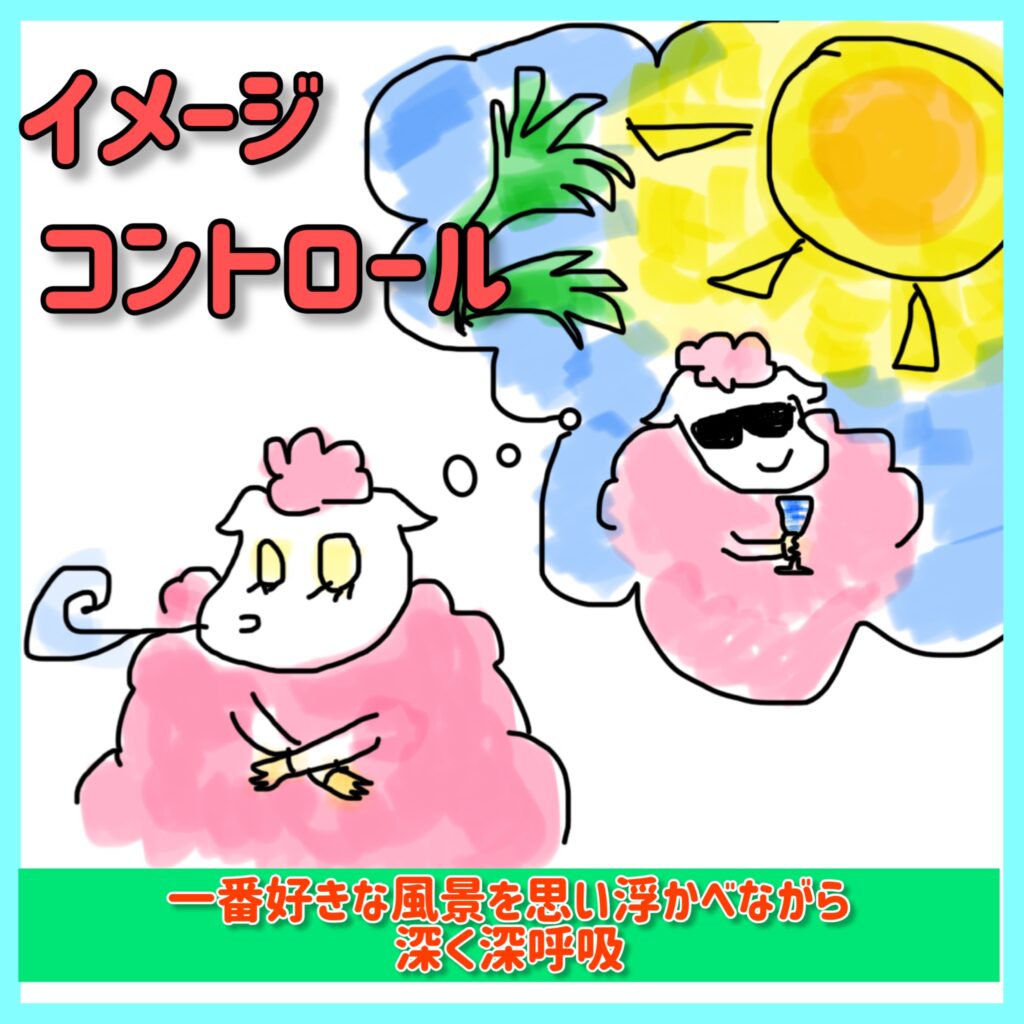 イメージ
コントロール
一番好きな風景を思い浮かべながら
深く深呼吸